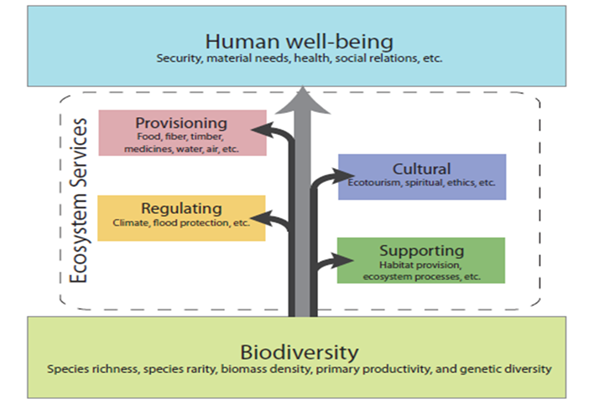 Human well-being
Security, material needs, health, social relations, etc.
Ecosystem Services
Provisioning
Food, fiber, timber,
medicines, water, air, etc.
Cultural
Ecotourism, spiritual, ethics, etc.
Regulating
Climate, flood protection, etc.
Supporting
Habitat provision,
ecosystem processes, etc.
Biodiversity
Species richness, species rarity, biomass density, primary productivity, and genetic diversity